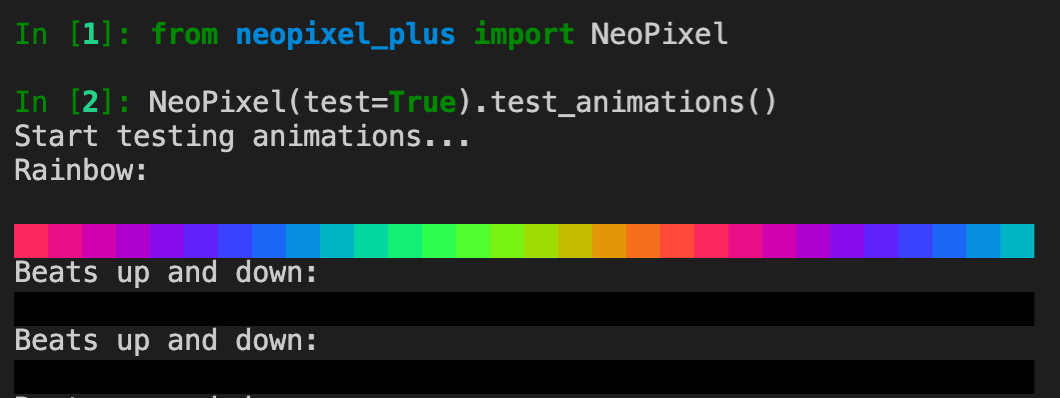 In [1]: from neopixel_plus import NeoPixel
In [2]: NeoPixel(test=True).test_animations()
Start testing animations...
Rainbow:
Beats up and down:
Beats up and down: